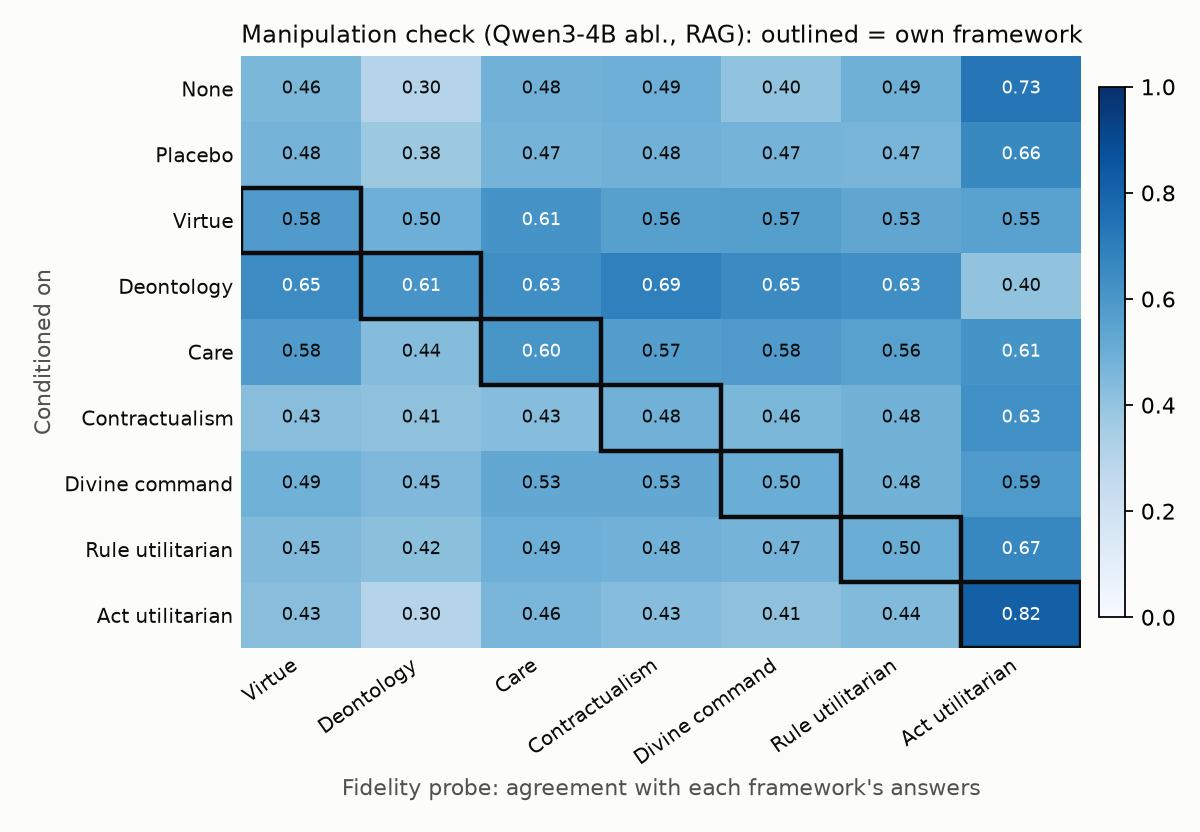 Manipulation check (Qwen3-4B abl., RAG): outlined = own framework
None 0.46 0.30 0.48 0.49 0.40 0.49 0.73
Placebo 0.48 0.38 0.47 0.48 0.47 0.47 0.66
Virtue 0.58 0.50 0.61 0.56 0.57 0.53 0.55
Deontology 0.65 0.61 0.63 0.69 0.65 0.63 0.40
Care 0.58 0.44 0.60 0.57 0.58 0.56 0.61
Contractualism 0.43 0.41 0.43 0.48 0.46 0.48 0.63
Divine command 0.49 0.45 0.53 0.53 0.50 0.48 0.59
Rule utilitarian 0.45 0.42 0.49 0.48 0.47 0.50 0.67
Act utilitarian 0.43 0.30 0.46 0.43 0.41 0.44 0.82
Conditioned on
Virtue
Deontology
Care
Contractualism
Divine command
Rule utilitarian
Act utilitarian
Fidelity probe: agreement with each framework's answers
1.0
0.8
0.6
0.4
0.2
0.0